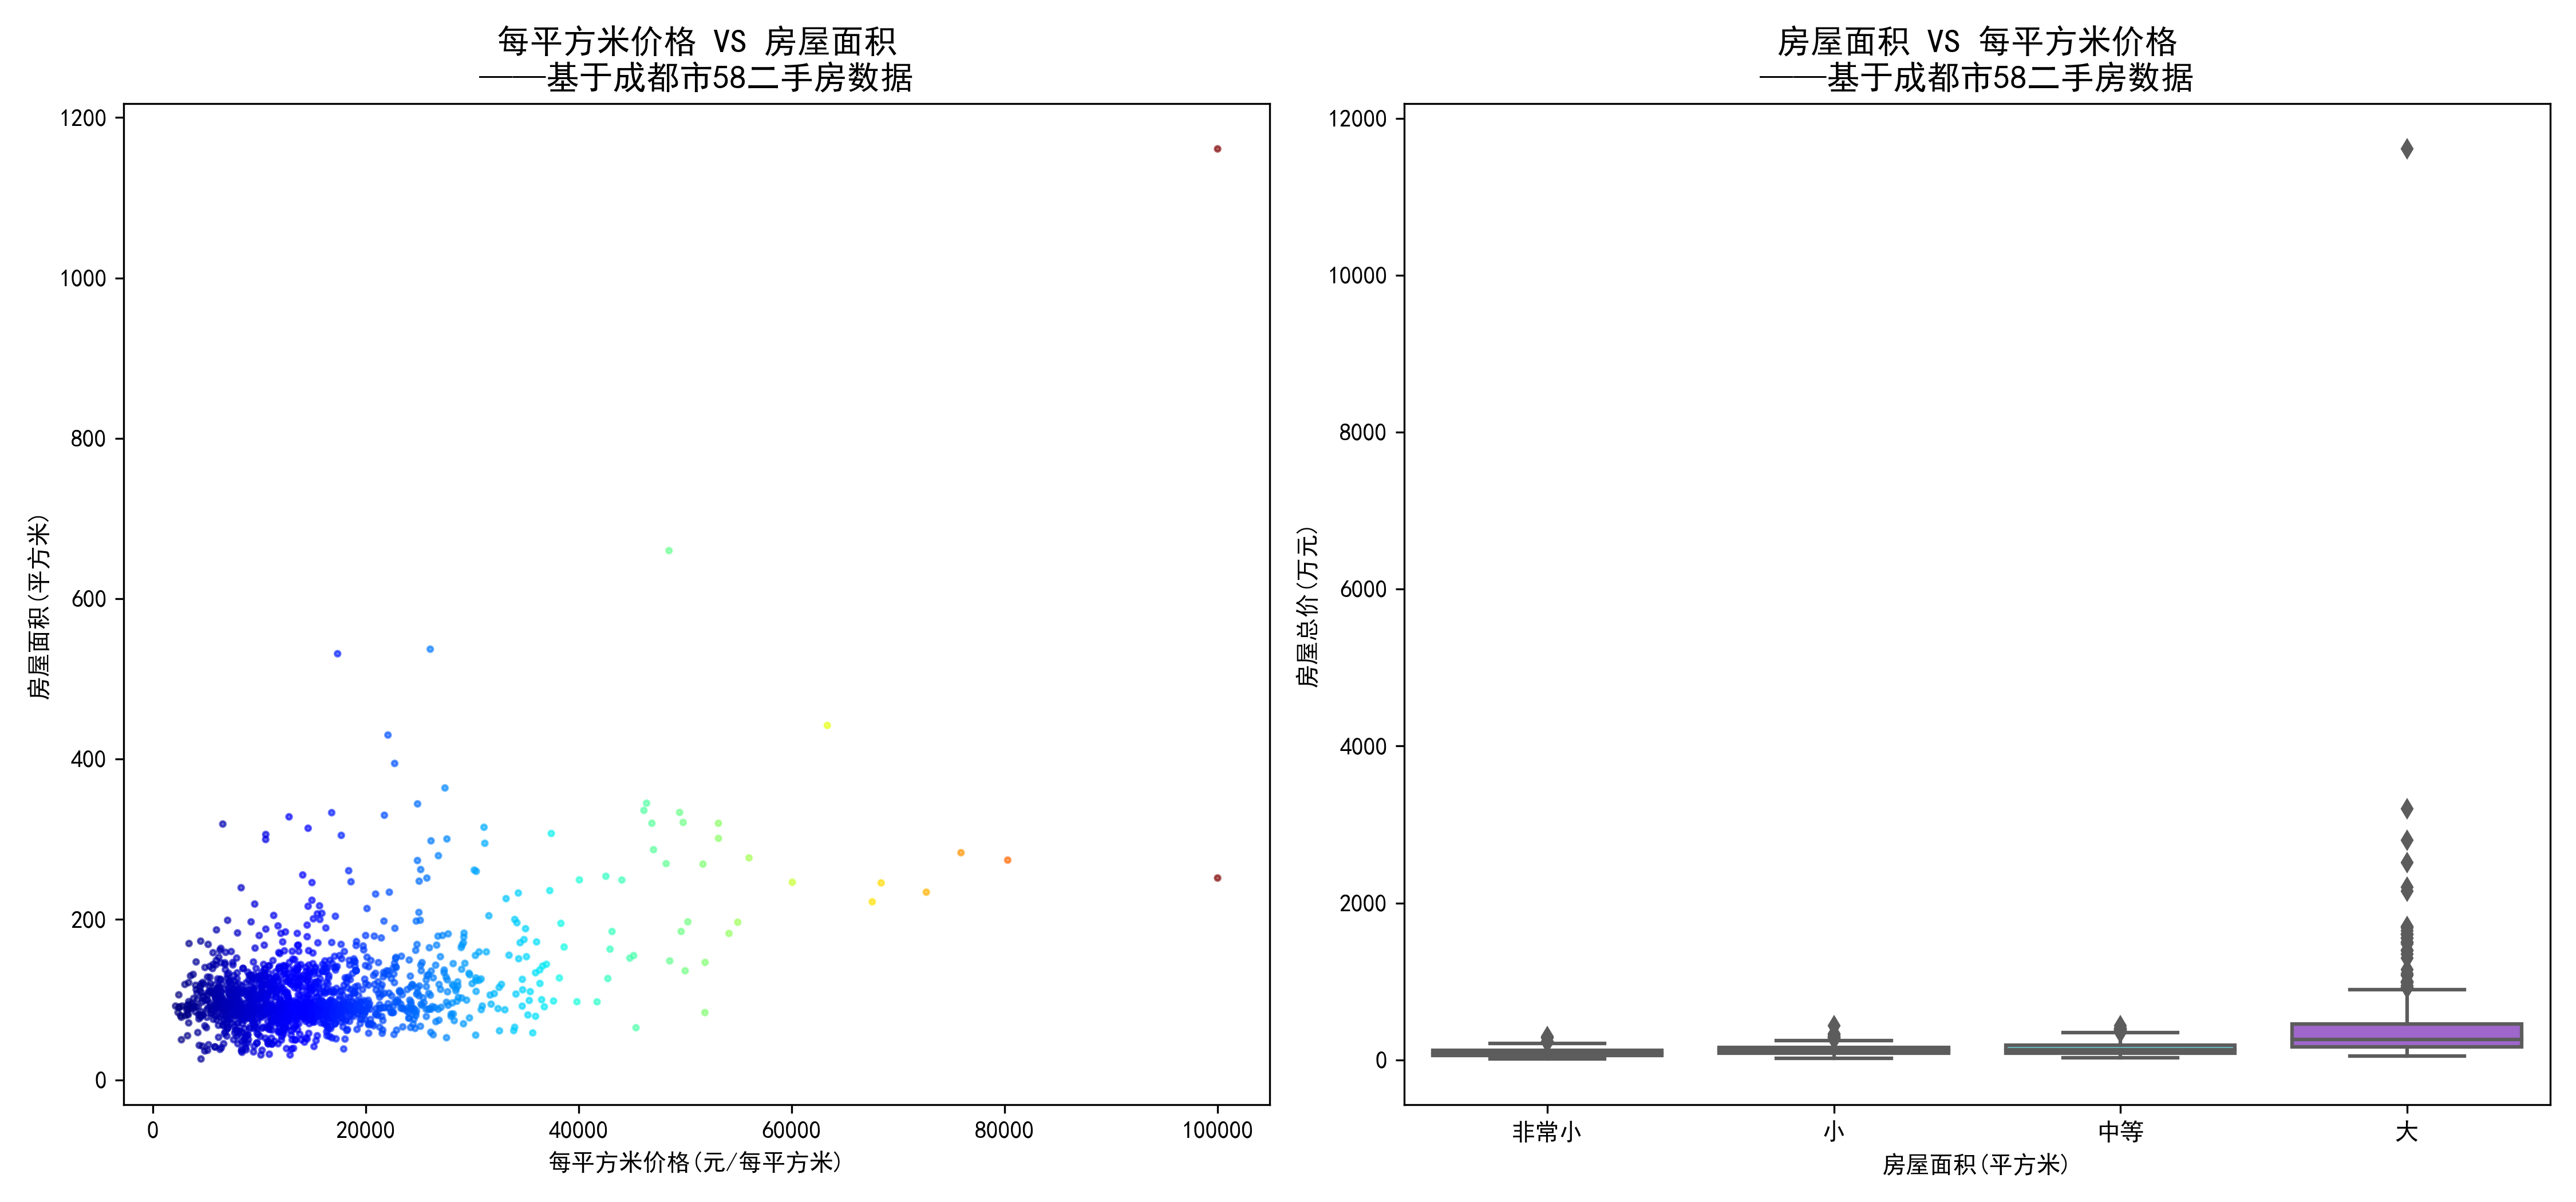 每平方米价格 VS 房屋面积
——基于成都市58二手房数据
1200
1000
800
600
400
200
0
房屋面积(平方米)
0 20000 40000 60000 80000 100000
每平方米价格(元/每平方米)
房屋面积 VS 每平方米价格
——基于成都市58二手房数据
12000
10000
8000
6000
4000
2000
0
房屋总价(万元)
非常小 小 中等 大
房屋面积(平方米)